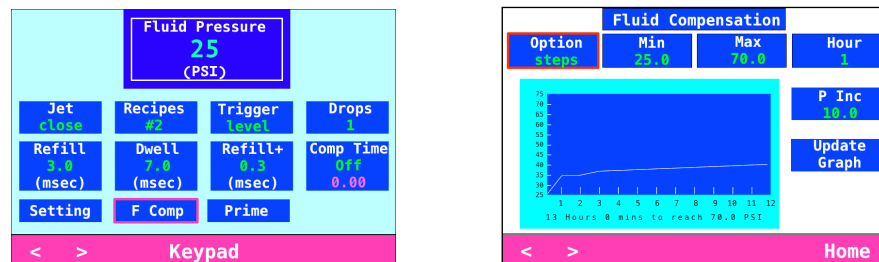 Fluid Pressure
25
(PSI)
Jet Recipes Trigger Drops
close #2 level 1
Refill Dwell Refill+ Comp Time
3.0 7.0 0.3 Off
(msec) (msec) (msec) 0.00
Setting F Comp Prime
< > Keypad
Fluid Compensation
Option Min Max Hour
steps 25.0 70.0 1
P Inc
10.0
Update
Graph
75
70
65
60
55
50
45
40
35
30
25
1 2 3 4 5 6 7 8 9 10 11 12
13 Hours 0 mins to reach 70.0 PSI
< > Home